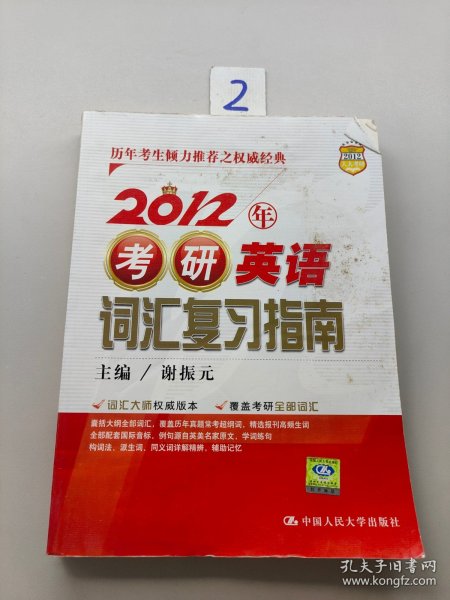 2
历年考生倾力推荐之权威经典
2012
人大考研
2012年
考研英语
词汇复习指南
主编/谢振元
词汇大师权威版本 覆盖考研全部词汇
囊括大纲全部词汇，覆盖历年真题常考超纲词，精选报刊高频生词
全部配套国际音标，例句源自英美名家原文，学词练句
构词法、派生词、同义词详解精辨，辅助记忆
中国人民大学出版社
孔夫子旧书网
www.kongfz.com